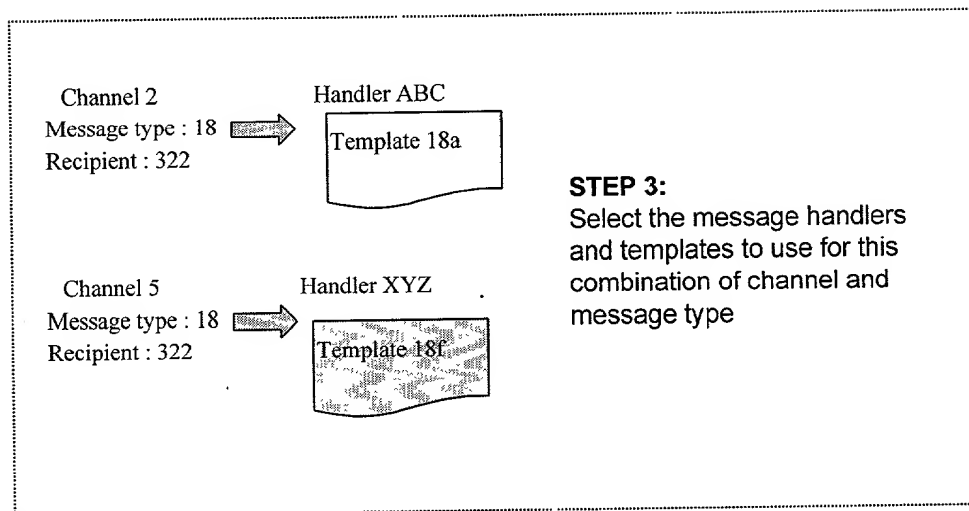 Channel 2
Message type : 18
Recipient : 322
Handler ABC
Template 18a
Channel 5
Message type : 18
Recipient : 322
Handler XYZ
Template 18f
STEP 3:
Select the message handlers
and templates to use for this
combination of channel and
message type